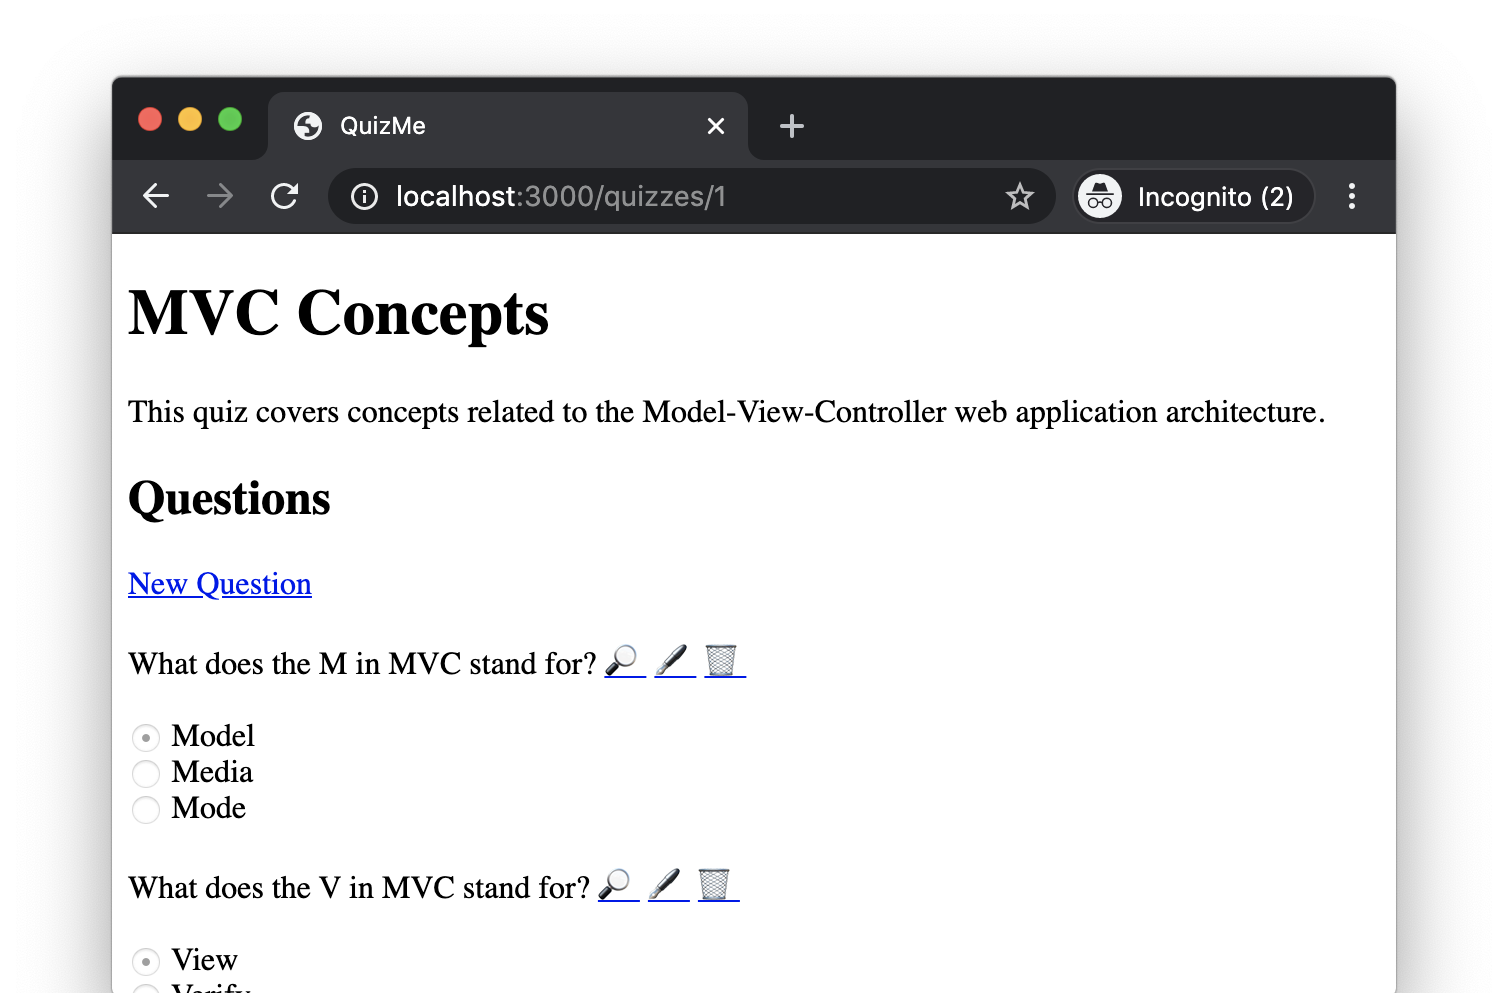 QuizMe
localhost:3000/quizzes/1
Incognito (2)
MVC Concepts
This quiz covers concepts related to the Model-View-Controller web application architecture.
Questions
New Question
What does the M in MVC stand for?
Model
Media
Mode
What does the V in MVC stand for?
View